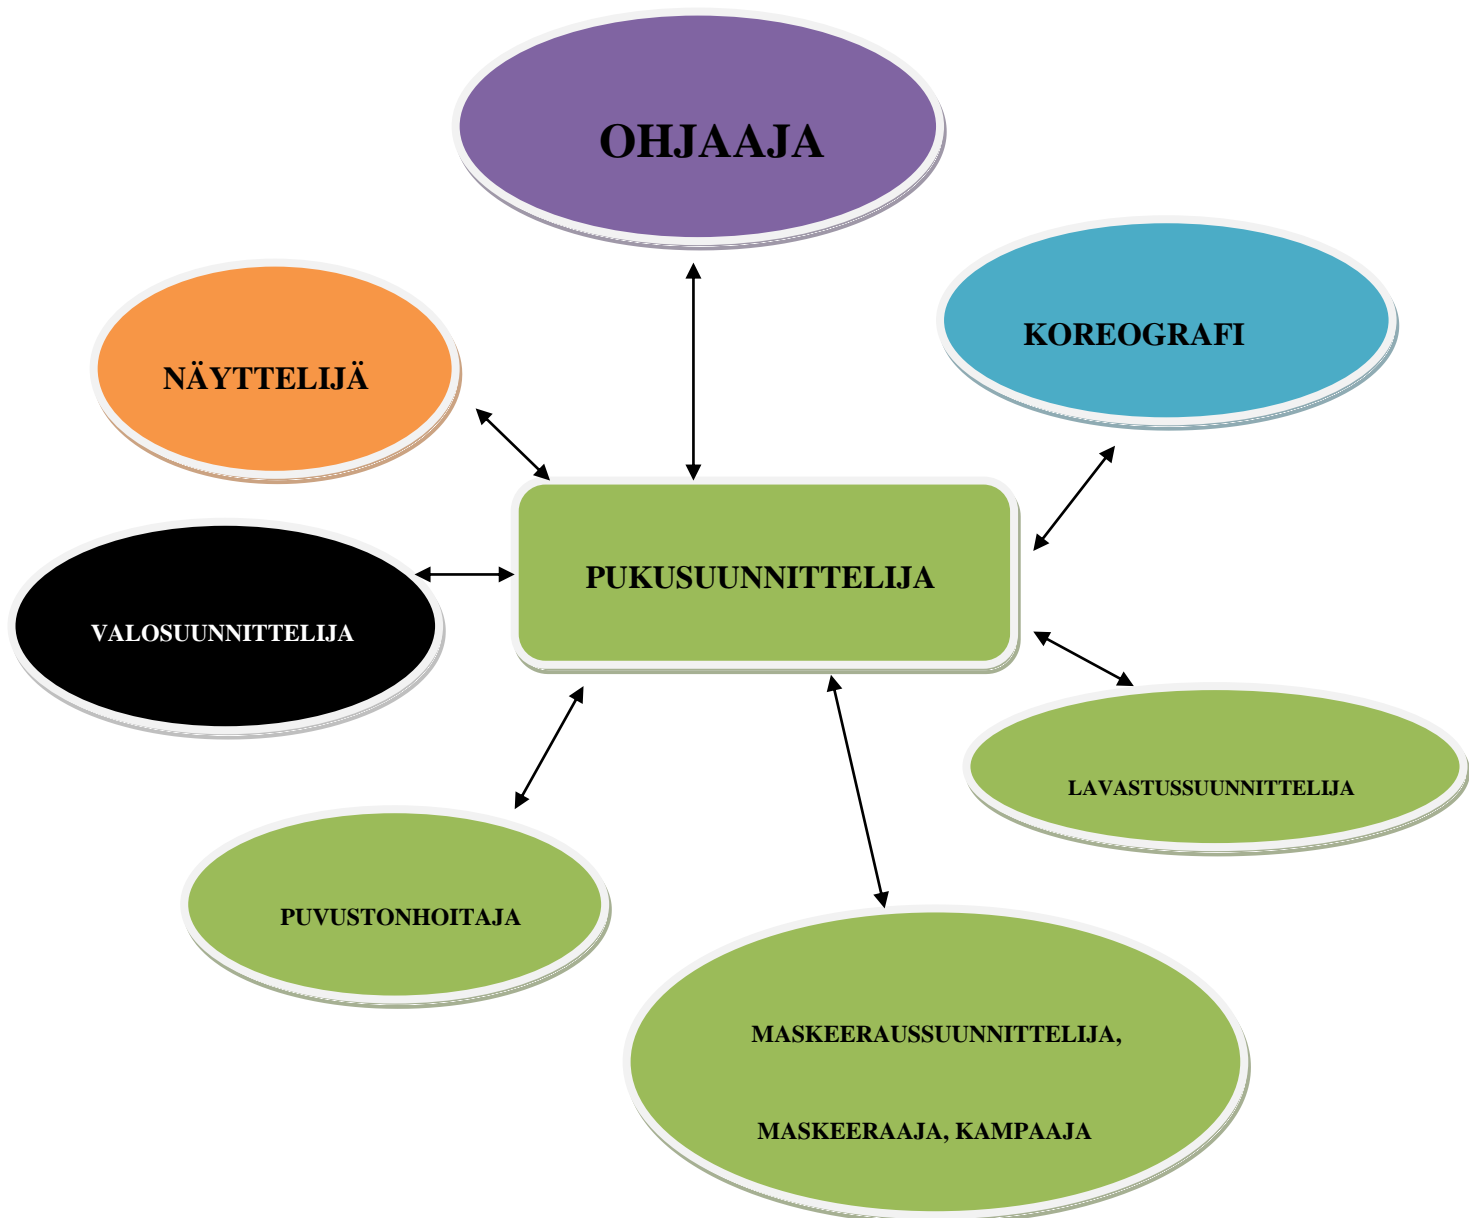 OHJAAJA
KOREOGRAFI
NÄYTTELIJÄ
PUKUSUUNNITTELIJA
VALOSUUNNITTELIJA
LAVASTUSSUUNNITTELIJA
PUVUSTONHOITAJA
MASKEERAUSSUUNNITTELIJA,
MASKEERAAJA, KAMPAAJA